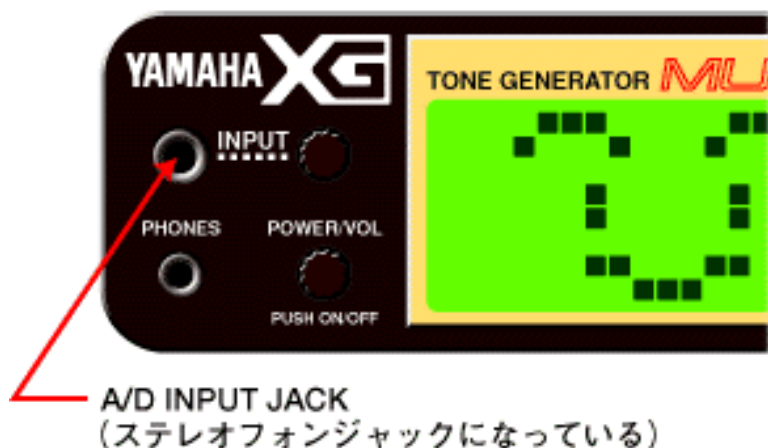 YAMAHA XG
TONE GENERATOR MU
INPUT
PHONES
POWER/VOL
PUSH ON/OFF
A/D INPUT JACK
(ステレオフォンジャックになっている)